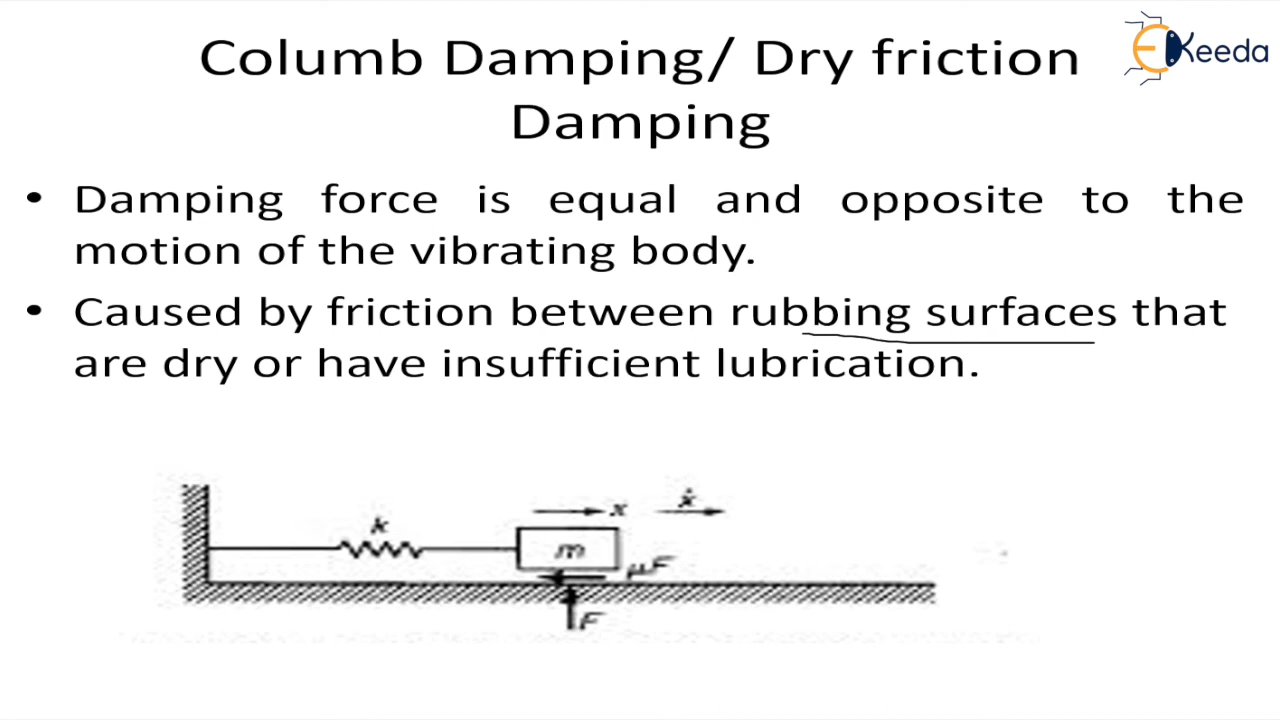 Columb Damping/ Dry friction
Damping
Keeda
• Damping force is equal and opposite to the
motion of the vibrating body.
• Caused by friction between rubbing surfaces that
are dry or have insufficient lubrication.
x ẋ
k
m
μF
F